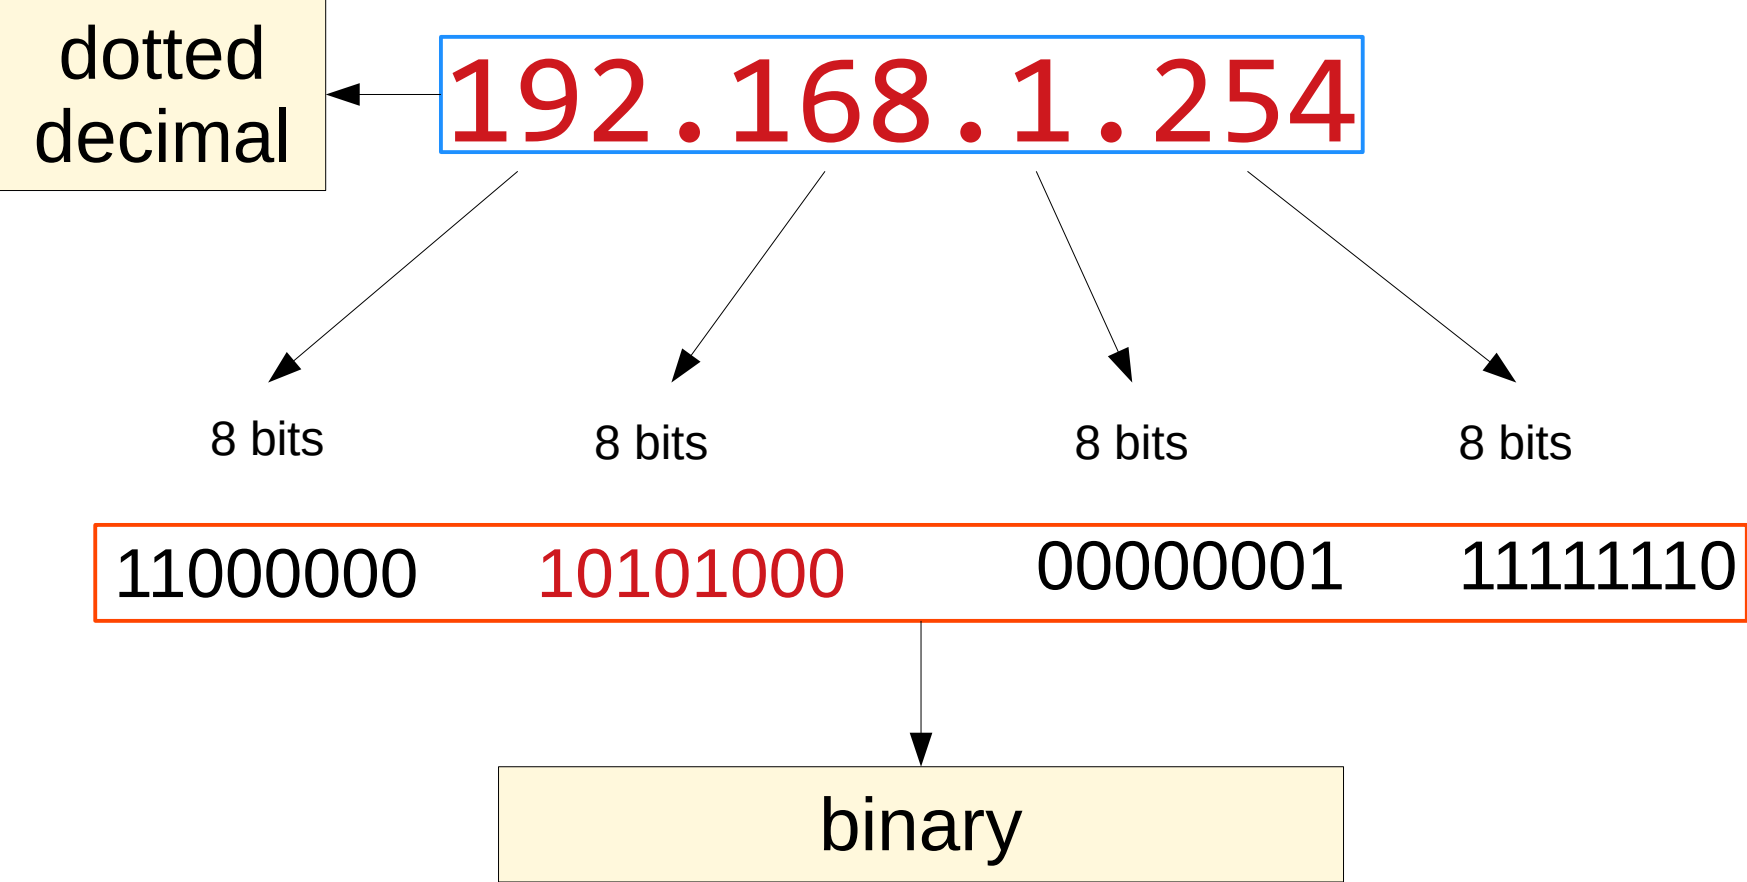 dotted
decimal
192.168.1.254
8 bits
8 bits
8 bits
8 bits
11000000
10101000
00000001
11111110
binary